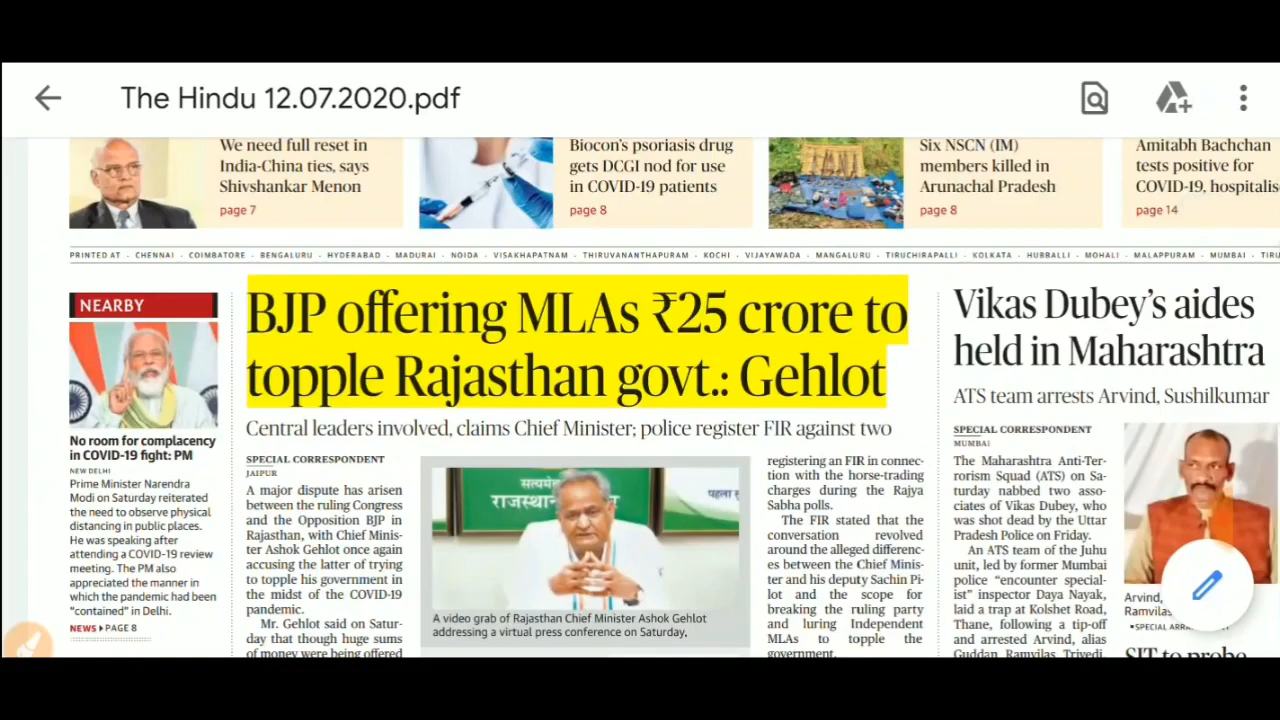 The Hindu 12.07.2020.pdf
We need full reset in
India-China ties, says
Shivshankar Menon
page 7
Biocon's psoriasis drug
gets DCGI nod for use
in COVID-19 patients
page 8
Six NSCN (IM)
members killed in
Arunachal Pradesh
page 8
Amitabh Bachchan
tests positive for
COVID-19, hospitalis
page 14
PRINTED AT - CHENNAI - COIMBATORE - BENGALURU - HYDERABAD - MADURAI - NOIDA - VISAKHAPATNAM - THIRUVANANTHAPURAM - KOCHI - VIJAYAWADA - MANGALURU - TIRUCHIRAPALLI - KOLKATA - HUBBALLI - MOHALI - MALAPPURAM - MUMBAI - TIRU
NEARBY
No room for complacency
in COVID-19 fight: PM
NEW DELHI
Prime Minister Narendra
Modi on Saturday reiterated
the need to observe physical
distancing in public places.
He was speaking after
attending a COVID-19 review
meeting. The PM also
appreciated the manner in
which the pandemic had been
"contained" in Delhi.
NEWS PAGE 8
BJP offering MLAs ₹25 crore to
topple Rajasthan govt.: Gehlot
Central leaders involved, claims Chief Minister; police register FIR against two
SPECIAL CORRESPONDENT
JAIPUR
A major dispute has arisen
between the ruling Congress
and the Opposition BJP in
Rajasthan, with Chief Minis-
ter Ashok Gehlot once again
accusing the latter of trying
to topple his government in
the midst of the COVID-19
pandemic.
Mr. Gehlot said on Satur-
day that though huge sums
of money were being offered
सत्यमे
राजस्थान
पहला
A video grab of Rajasthan Chief Minister Ashok Gehlot
addressing a virtual press conference on Saturday,
registering an FIR in connec-
tion with the horse-trading
charges during the Rajya
Sabha polls.
The FIR stated that the
conversation revolved
around the alleged differenc-
es between the Chief Minis-
ter and his deputy Sachin Pi-
lot and the scope for
breaking the ruling party
and luring Independent
MLAs to topple the
government.
Vikas Dubey's aides
held in Maharashtra
ATS team arrests Arvind, Sushilkumar
SPECIAL CORRESPONDENT
MUMBAI
The Maharashtra Anti-Ter-
rorism Squad (ATS) on Sa-
turday nabbed two asso-
ciates of Vikas Dubey, who
was shot dead by the Uttar
Pradesh Police on Friday.
An ATS team of the Juhu
unit, led by former Mumbai
police "encounter special-
ist" inspector Daya Nayak,
laid a trap at Kolshet Road,
Thane, following a tip-off
and arrested Arvind, alias
Guddan Ramvilas Trivedi,
Arvind,
Ramvilas
SPECIAL ARRA
SIT to probe